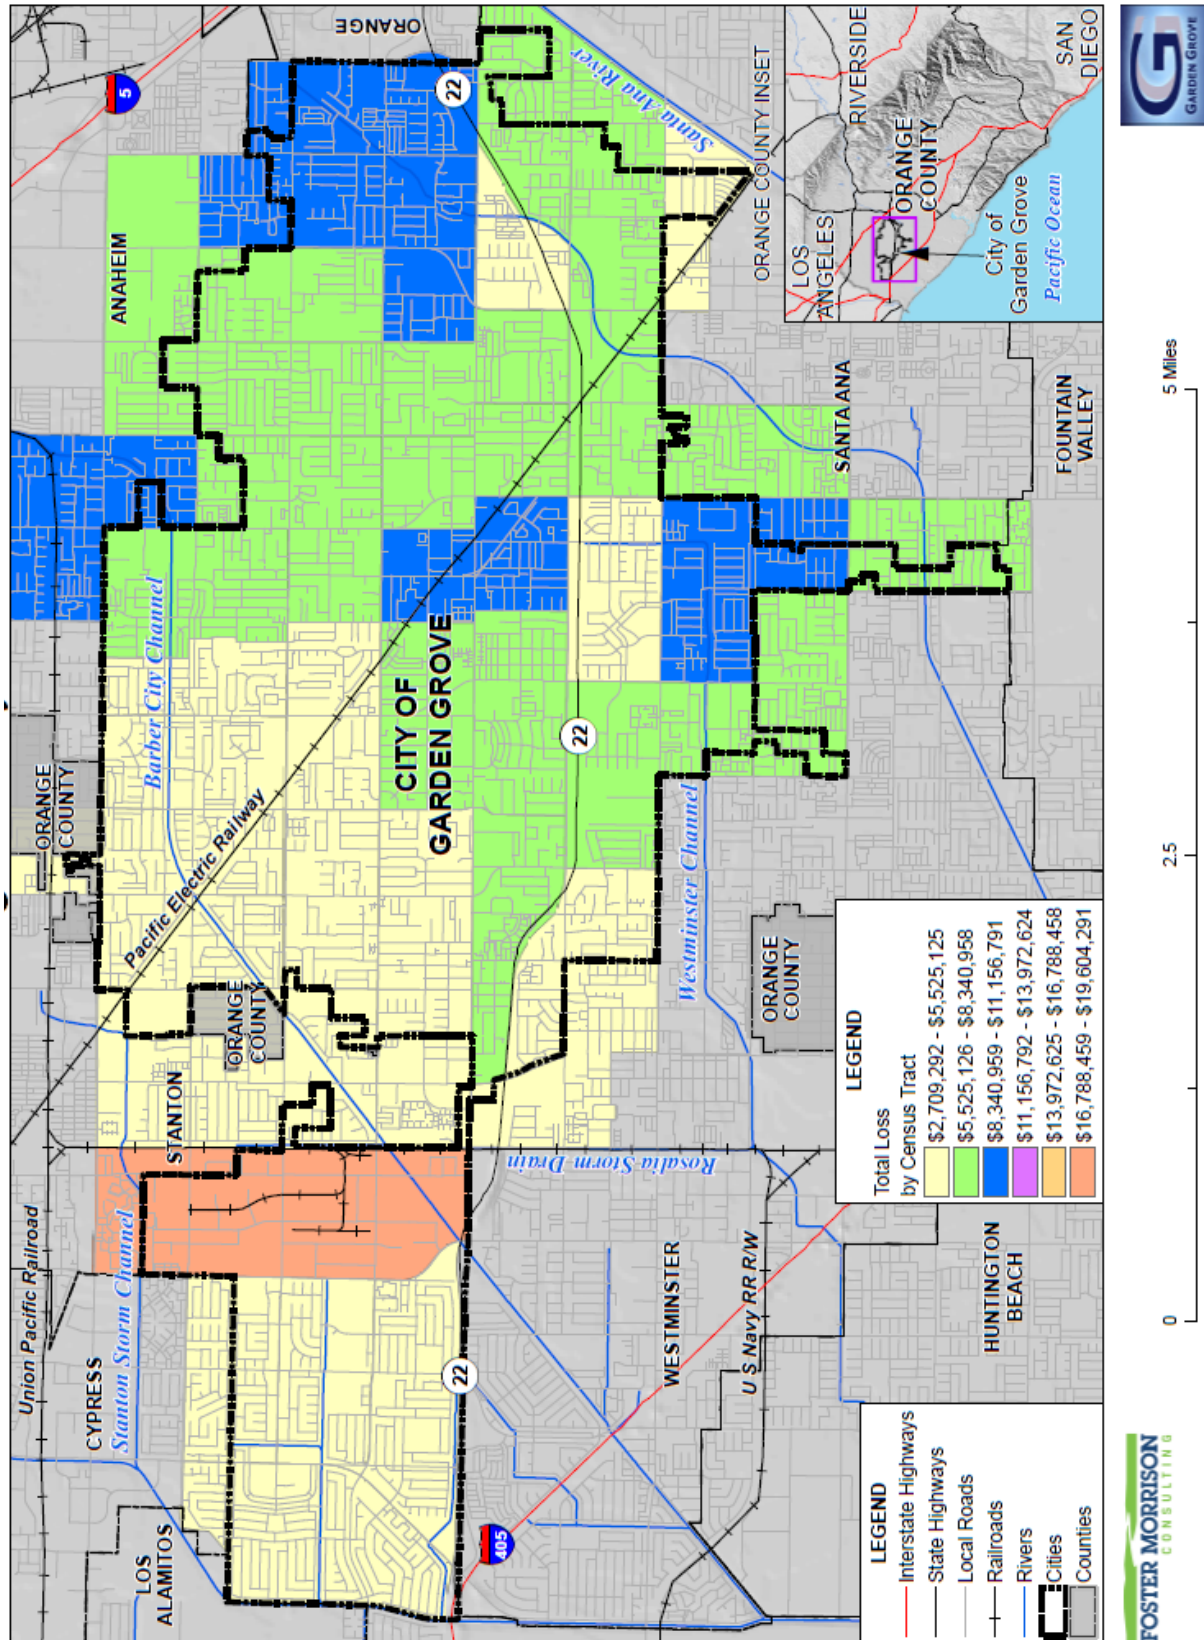 ORANGE
5
22
Santa Ana River
ANAHEIM
ORANGE COUNTY INSET
LOS
ANGELES
RIVERSIDE
ORANGE
COUNTY
SAN
DIEGO
City of
Garden Grove
Pacific Ocean
G
GARDEN GROVE
SANTA ANA
FOUNTAIN
VALLEY
Barber City Channel
ORANGE
COUNTY
Pacific Electric Railway
CITY OF
GARDEN GROVE
22
Westminster Channel
ORANGE
COUNTY
ORANGE
COUNTY
STANTON
Rosalia Storm Drain
Union Pacific Railroad
CYPRESS
Stanton Storm Channel
LOS
ALAMITOS
22
405
WESTMINSTER
U S Navy RR R/W
HUNTINGTON
BEACH
LEGEND
Total Loss
by Census Tract
$2,709,292 - $5,525,125
$5,525,126 - $8,340,958
$8,340,959 - $11,156,791
$11,156,792 - $13,972,624
$13,972,625 - $16,788,458
$16,788,459 - $19,604,291
LEGEND
Interstate Highways
State Highways
Local Roads
Railroads
Rivers
Cities
Counties
0
2.5
5 Miles
FOSTER MORRISON
CONSULTING